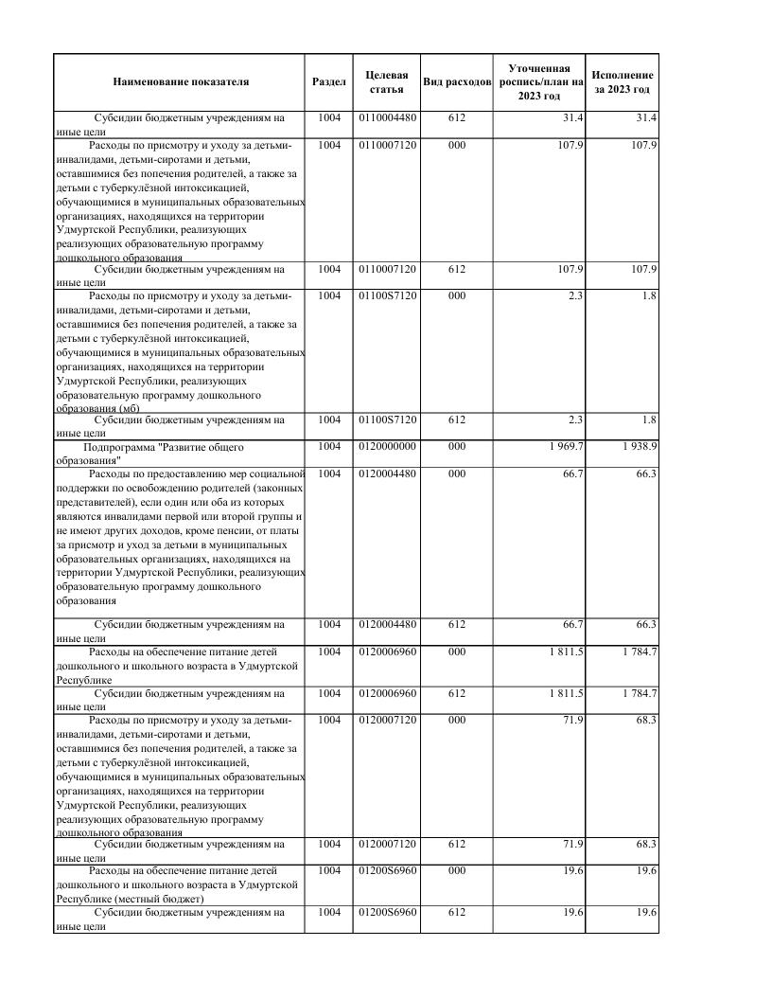 Наименование показателя Раздел Целевая статья Вид расходов Уточненная роспись/план на 2023 год Исполнение за 2023 год
Субсидии бюджетным учреждениям на 1004 0110004480 612 31.4 31.4
иные цели
Расходы по присмотру и уходу за детьми- 1004 0110007120 000 107.9 107.9
инвалидами, детьми-сиротами и детьми,
оставшимися без попечения родителей, а также за
детьми с туберкулёзной интоксикацией,
обучающимися в муниципальных образовательных
организациях, находящихся на территории
Удмуртской Республики, реализующих
реализующих образовательную программу
дошкольного образования
Субсидии бюджетным учреждениям на 1004 0110007120 612 107.9 107.9
иные цели
Расходы по присмотру и уходу за детьми- 1004 01100S7120 000 2.3 1.8
инвалидами, детьми-сиротами и детьми,
оставшимися без попечения родителей, а также за
детьми с туберкулёзной интоксикацией,
обучающимися в муниципальных образовательных
организациях, находящихся на территории
Удмуртской Республики, реализующих
образовательную программу дошкольного
образования (мб)
Субсидии бюджетным учреждениям на 1004 01100S7120 612 2.3 1.8
иные цели
Подпрограмма "Развитие общего 1004 0120000000 000 1 969.7 1 938.9
образования"
Расходы по предоставлению мер социальной 1004 0120004480 000 66.7 66.3
поддержки по освобождению родителей (законных
представителей), если один или оба из которых
являются инвалидами первой или второй группы и
не имеют других доходов, кроме пенсии, от платы
за присмотр и уход за детьми в муниципальных
образовательных организациях, находящихся на
территории Удмуртской Республики, реализующих
образовательную программу дошкольного
образования
Субсидии бюджетным учреждениям на 1004 0120004480 612 66.7 66.3
иные цели
Расходы на обеспечение питание детей 1004 0120006960 000 1 811.5 1 784.7
дошкольного и школьного возраста в Удмуртской
Республике
Субсидии бюджетным учреждениям на 1004 0120006960 612 1 811.5 1 784.7
иные цели
Расходы по присмотру и уходу за детьми- 1004 0120007120 000 71.9 68.3
инвалидами, детьми-сиротами и детьми,
оставшимися без попечения родителей, а также за
детьми с туберкулёзной интоксикацией,
обучающимися в муниципальных образовательных
организациях, находящихся на территории
Удмуртской Республики, реализующих
реализующих образовательную программу
дошкольного образования
Субсидии бюджетным учреждениям на 1004 0120007120 612 71.9 68.3
иные цели
Расходы на обеспечение питание детей 1004 01200S6960 000 19.6 19.6
дошкольного и школьного возраста в Удмуртской
Республике (местный бюджет)
Субсидии бюджетным учреждениям на 1004 01200S6960 612 19.6 19.6
иные цели